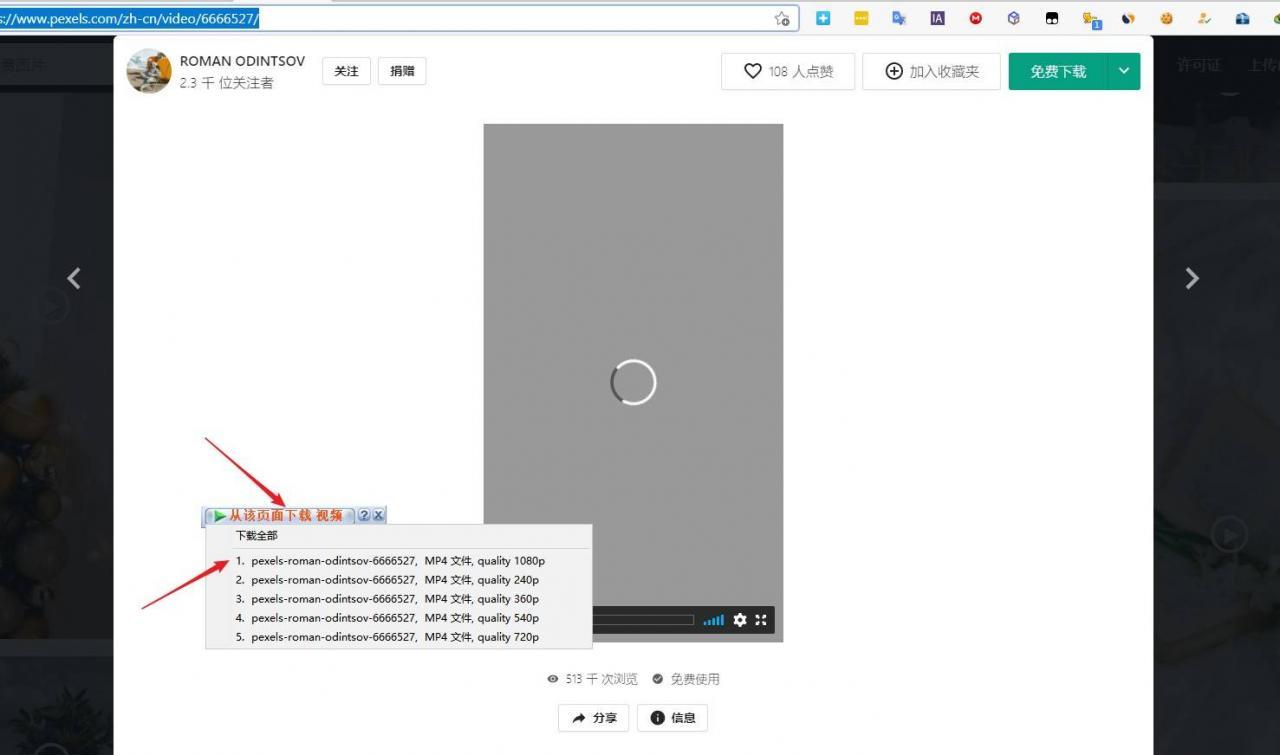 s://www.pexels.com/zh-cn/video/6666527/
ROMAN ODINTSOV
2.3 千 位关注者
关注
捐赠
108 人点赞
加入收藏夹
免费下载
许可证
上传
从该页面下载 视频
下载全部
1. pexels-roman-odintsov-6666527, MP4 文件, quality 1080p
2. pexels-roman-odintsov-6666527, MP4 文件, quality 240p
3. pexels-roman-odintsov-6666527, MP4 文件, quality 360p
4. pexels-roman-odintsov-6666527, MP4 文件, quality 540p
5. pexels-roman-odintsov-6666527, MP4 文件, quality 720p
513 千 次浏览
免费使用
分享
信息